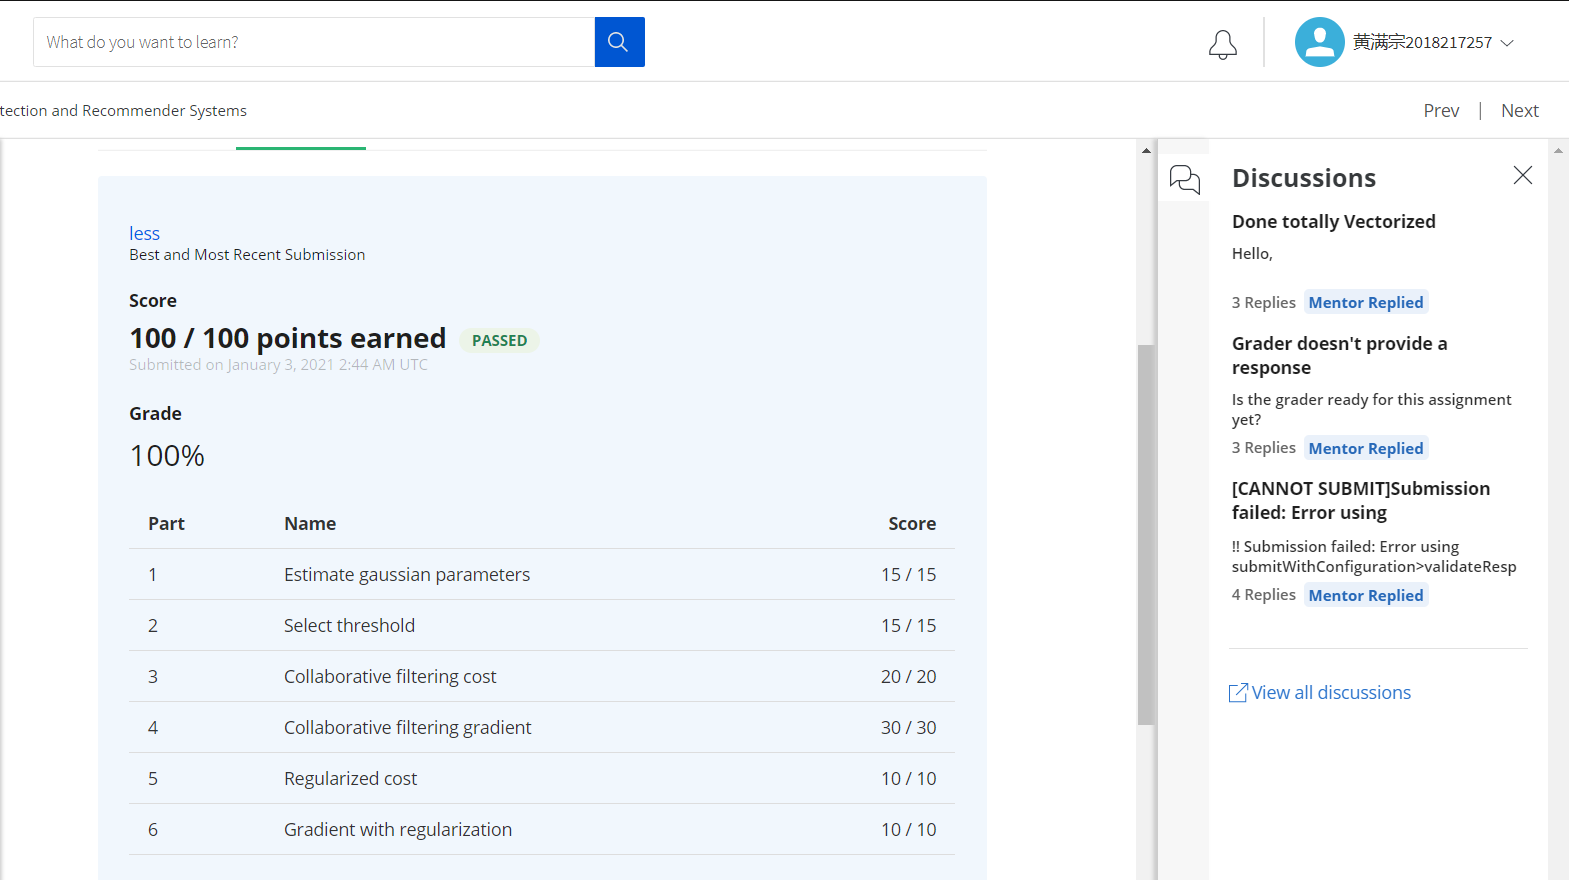 What do you want to learn?
黄满宗2018217257
tection and Recommender Systems
Prev | Next
less
Best and Most Recent Submission
Score
100 / 100 points earned PASSED
Submitted on January 3, 2021 2:44 AM UTC
Grade
100%
Part Name Score
1 Estimate gaussian parameters 15 / 15
2 Select threshold 15 / 15
3 Collaborative filtering cost 20 / 20
4 Collaborative filtering gradient 30 / 30
5 Regularized cost 10 / 10
6 Gradient with regularization 10 / 10
Discussions
Done totally Vectorized
Hello,
3 Replies Mentor Replied
Grader doesn't provide a
response
Is the grader ready for this assignment
yet?
3 Replies Mentor Replied
[CANNOT SUBMIT]Submission
failed: Error using
!! Submission failed: Error using
submitWithConfiguration>validateResp
4 Replies Mentor Replied
View all discussions